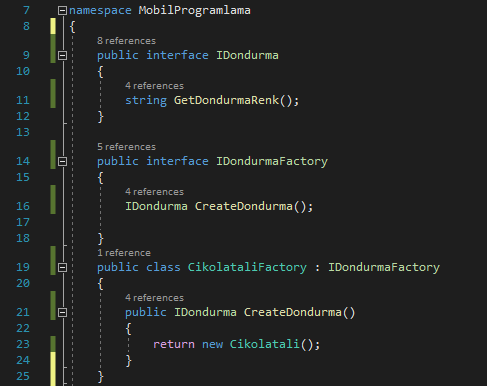 7 namespace MobilProgramlama
8 {
8 references
9 public interface IDondurma
10 {
4 references
11 string GetDondurmaRenk();
12 }
13
5 references
14 public interface IDondurmaFactory
15 {
4 references
16 IDondurma CreateDondurma();
17
18 }
1 reference
19 public class CikolataliFactory : IDondurmaFactory
20 {
4 references
21 public IDondurma CreateDondurma()
22 {
23 return new Cikolatali();
24 }
25 }